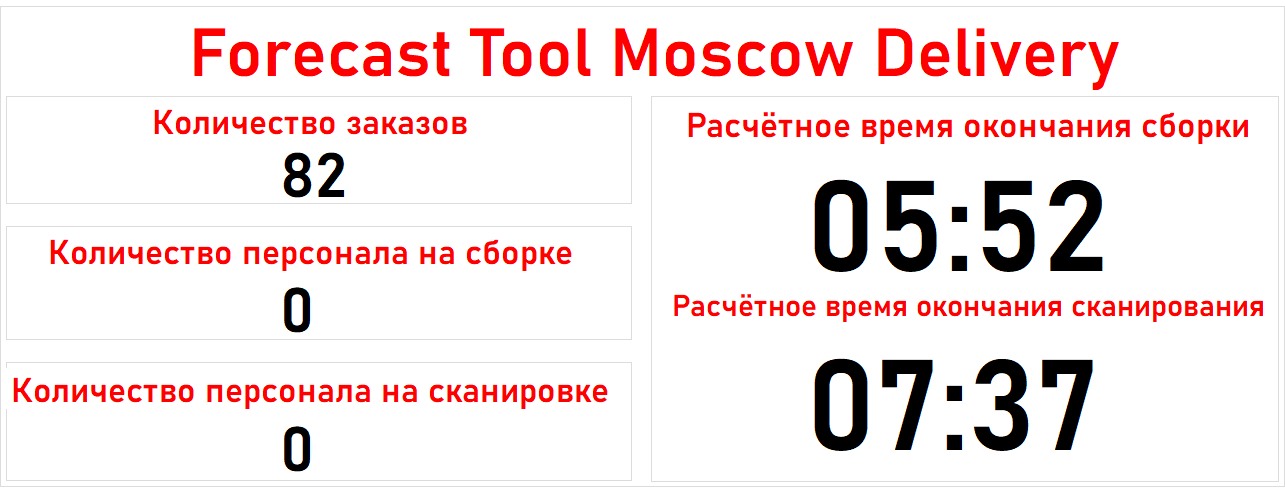 Forecast Tool Moscow Delivery
Количество заказов
82
Количество персонала на сборке
0
Количество персонала на сканировке
0
Расчётное время окончания сборки
05:52
Расчётное время окончания сканирования
07:37